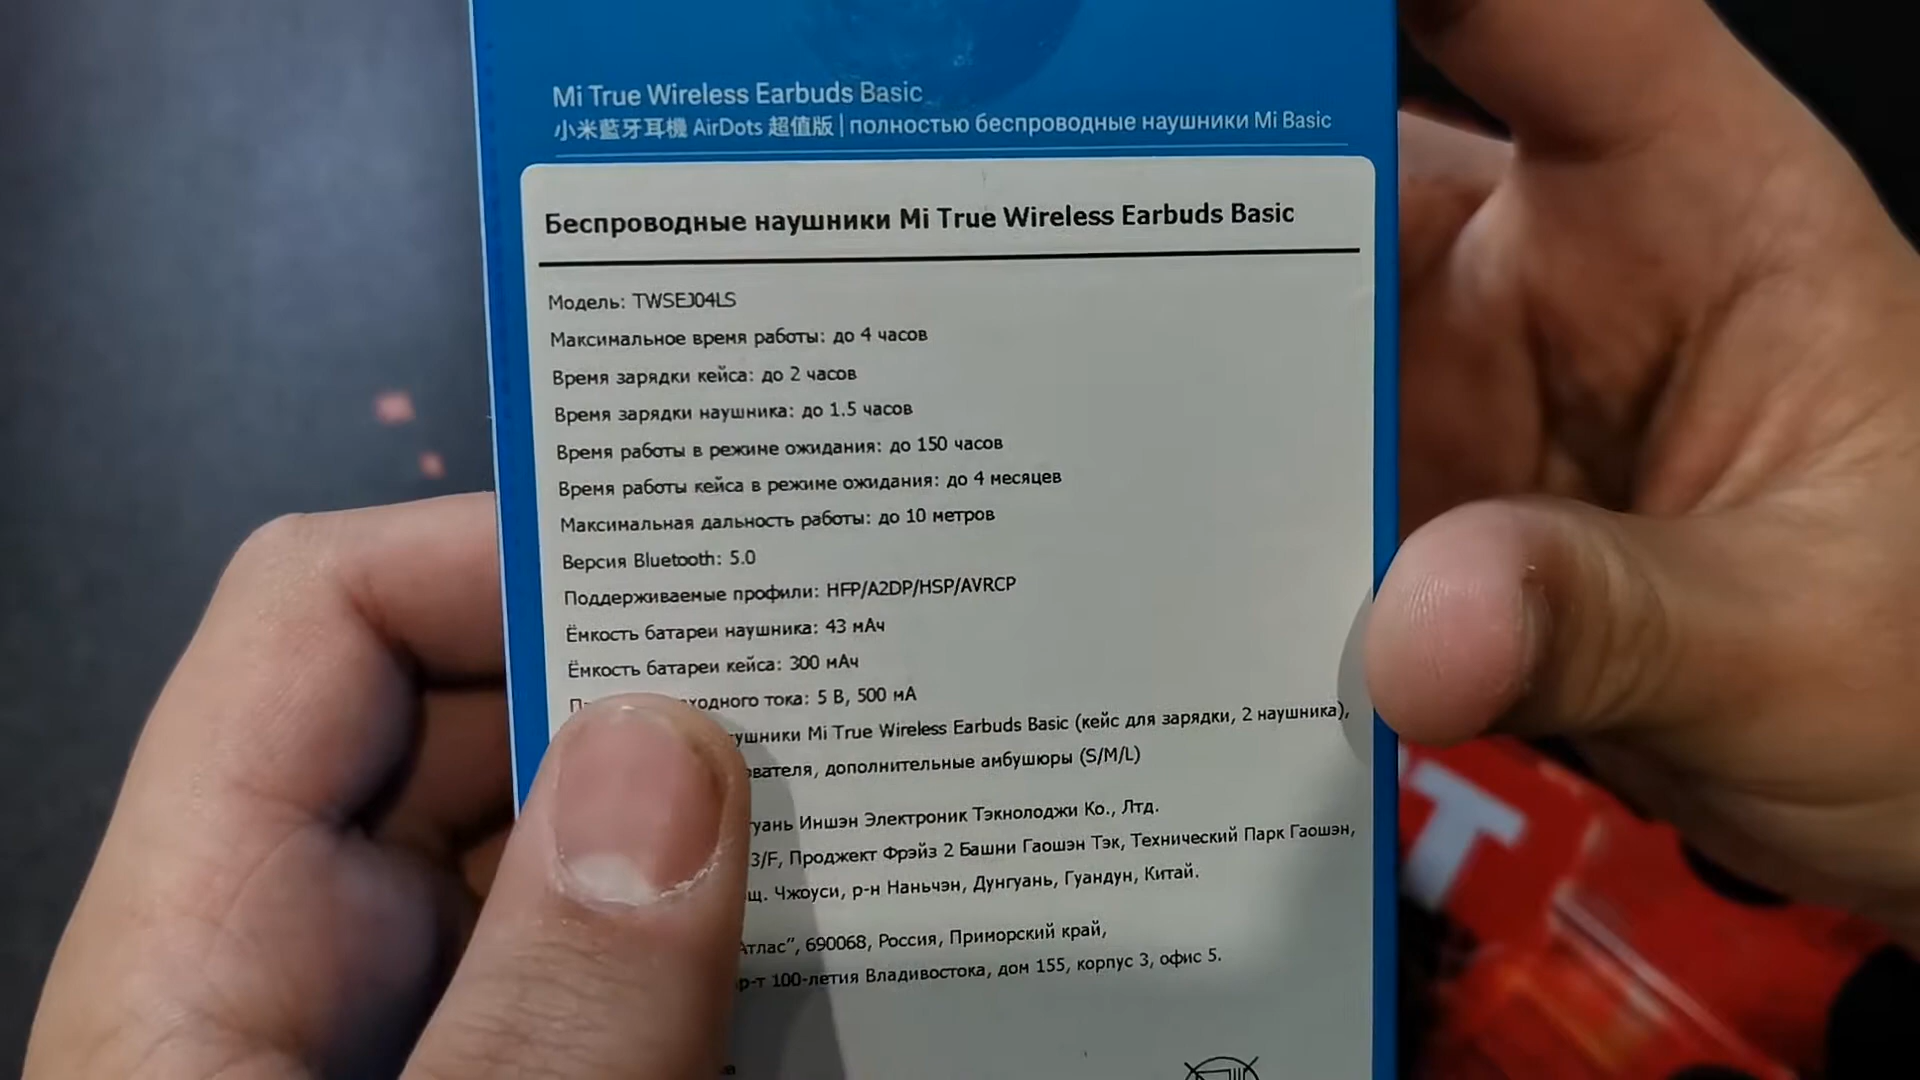 Mi True Wireless Earbuds Basic
小米藍牙耳機 AirDots 超值版 | полностью беспроводные наушники Mi Basic
Беспроводные наушники Mi True Wireless Earbuds Basic
Модель: TWSEJ04LS
Максимальное время работы: до 4 часов
Время зарядки кейса: до 2 часов
Время зарядки наушника: до 1.5 часов
Время работы в режиме ожидания: до 150 часов
Время работы кейса в режиме ожидания: до 4 месяцев
Максимальная дальность работы: до 10 метров
Версия Bluetooth: 5.0
Поддерживаемые профили: HFP/A2DP/HSP/AVRCP
Ёмкость батареи наушника: 43 мАч
Ёмкость батареи кейса: 300 мАч
тока: 5 В, 500 мА
Mi True Wireless Earbuds Basic (кейс для зарядки, 2 наушника),
дополнительные амбушюры (S/M/L)
Иншэн Электроник Тэкнолоджи Ко., Лтд.
3/F, Проджект Фрэйз 2 Башни Гаошэн Тэк, Технический Парк Гаошэн,
Чжоуси, р-н Наньчэн, Дунгуань, Гуандун, Китай.
Атлас", 690068, Россия, Приморский край,
100-летия Владивостока, дом 155, корпус 3, офис 5.